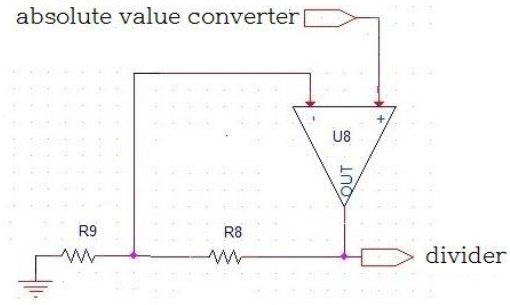 absolute value converter
- +
U8
OUT
R9 R8
divider